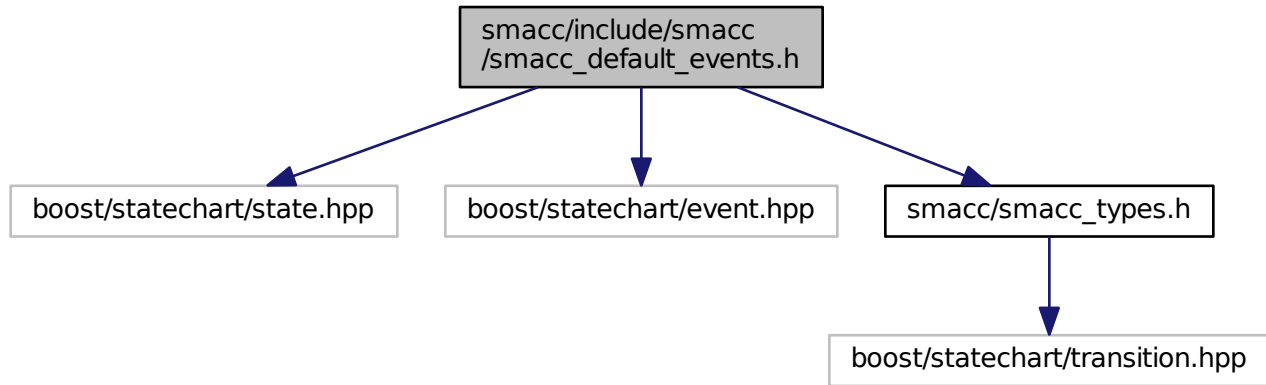 smacc/include/smacc
/smacc_default_events.h
boost/statechart/state.hpp
boost/statechart/event.hpp
smacc/smacc_types.h
boost/statechart/transition.hpp